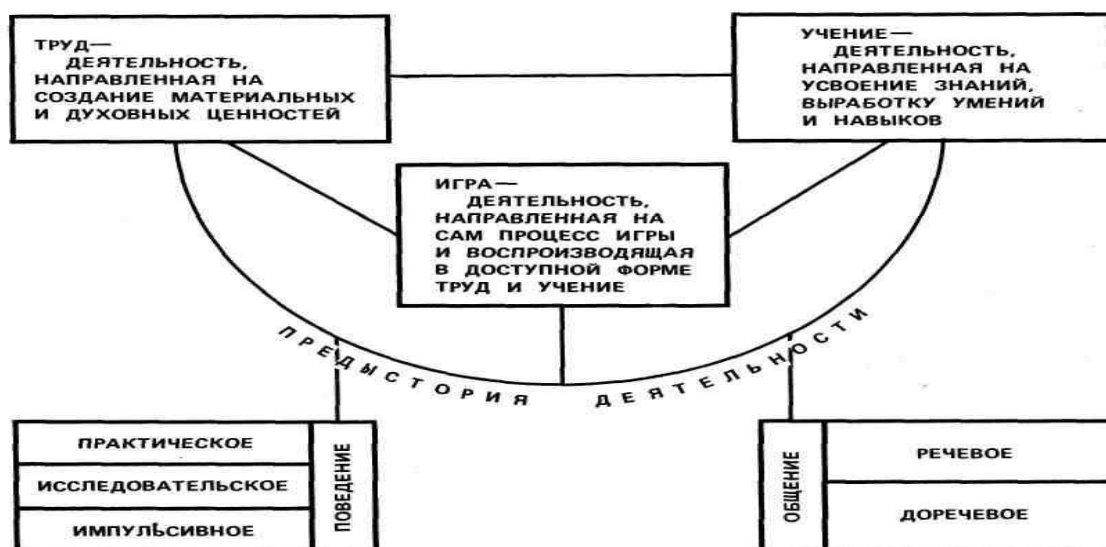 ТРУД—
ДЕЯТЕЛЬНОСТЬ,
НАПРАВЛЕННАЯ НА
СОЗДАНИЕ МАТЕРИАЛЬНЫХ
И ДУХОВНЫХ ЦЕННОСТЕЙ
УЧЕНИЕ—
ДЕЯТЕЛЬНОСТЬ,
НАПРАВЛЕННАЯ НА
УСВОЕНИЕ ЗНАНИЙ,
ВЫРАБОТКУ УМЕНИЙ
И НАВЫКОВ
ИГРА—
ДЕЯТЕЛЬНОСТЬ,
НАПРАВЛЕННАЯ НА
САМ ПРОЦЕСС ИГРЫ
И ВОСПРОИЗВОДЯЩАЯ
В ДОСТУПНОЙ ФОРМЕ
ТРУД И УЧЕНИЕ
ПРЕДЫСТОРИЯ ДЕЯТЕЛЬНОСТИ
ПРАКТИЧЕСКОЕ
ИССЛЕДОВАТЕЛЬСКОЕ
ИМПУЛЬСИВНОЕ
ПОВЕДЕНИЕ
ОБЩЕНИЕ
РЕЧЕВОЕ
ДОРЕЧЕВОЕ